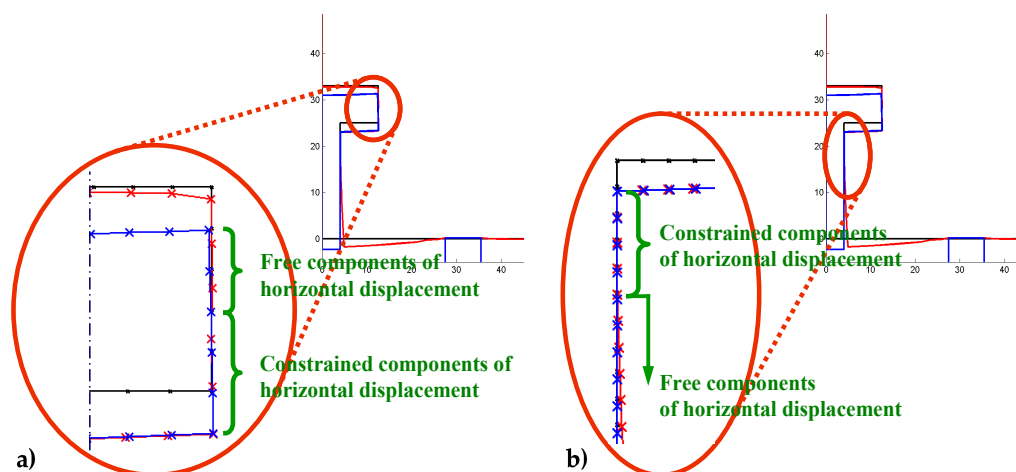 40
30
20
10
0
0
10
20
30
40
Free components of
horizontal displacement
Constrained components of
horizontal displacement
a)
40
30
20
10
0
0
10
20
30
40
Constrained components
of horizontal displacement
Free components
of horizontal displacement
b)